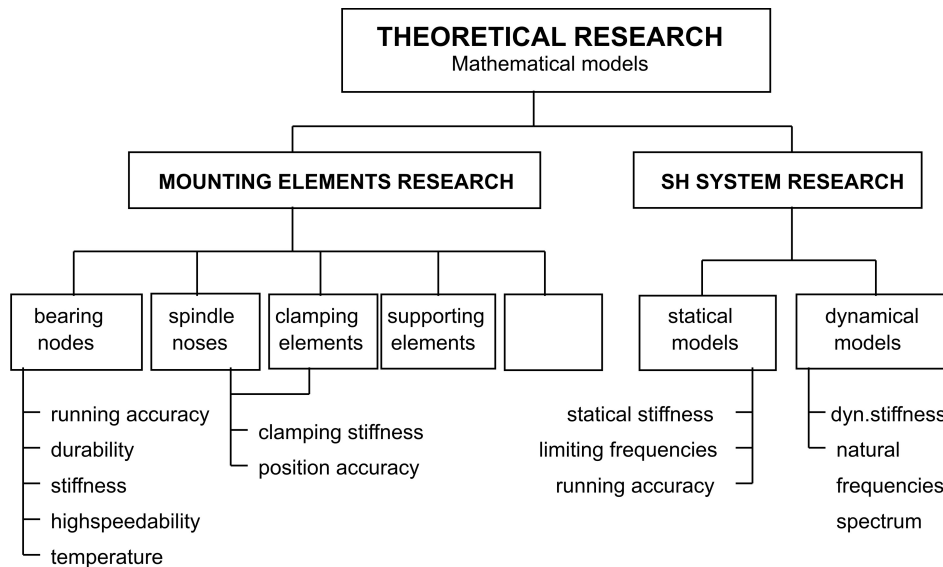 THEORETICAL RESEARCH
Mathematical models
MOUNTING ELEMENTS RESEARCH
SH SYSTEM RESEARCH
bearing
nodes
spindle
noses
clamping
elements
supporting
elements
statical
models
dynamical
models
running accuracy
durability
stiffness
highspeedability
temperature
clamping stiffness
position accuracy
statical stiffness
limiting frequencies
running accuracy
dyn.stiffness
natural
frequencies
spectrum